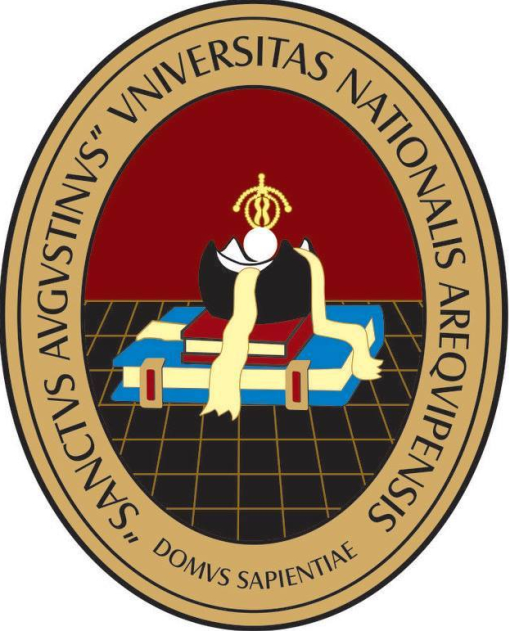 "SANCTVS AVGVSTINVS" VNIVERSITAS NATIONALIS AREQVIPENSIS
DOMVS SAPIENTIAE